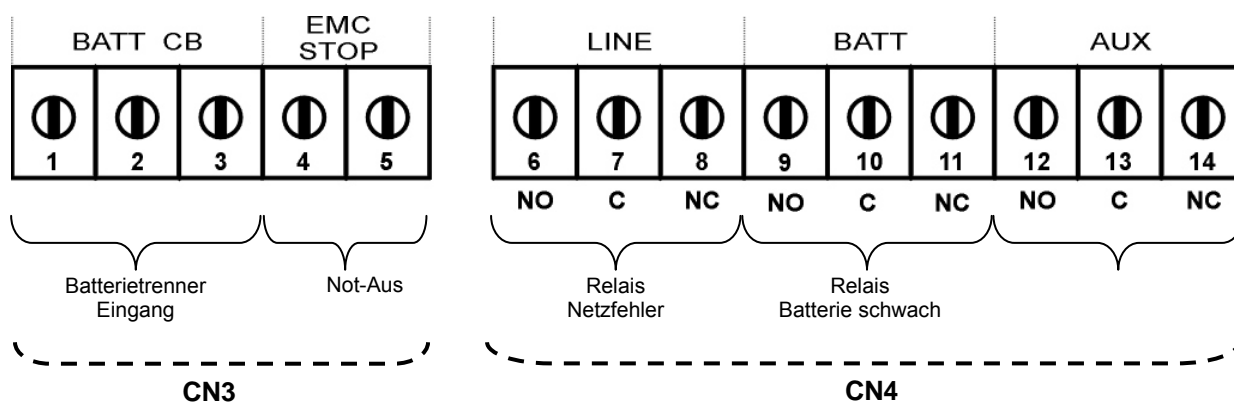 BATT CB
EMC
STOP
LINE
BATT
AUX
1 2 3 4 5
6 7 8 9 10 11 12 13 14
NO C NC NO C NC NO C NC
Batterietrenner
Eingang
Not-Aus
Relais
Netzfehler
Relais
Batterie schwach
CN3
CN4